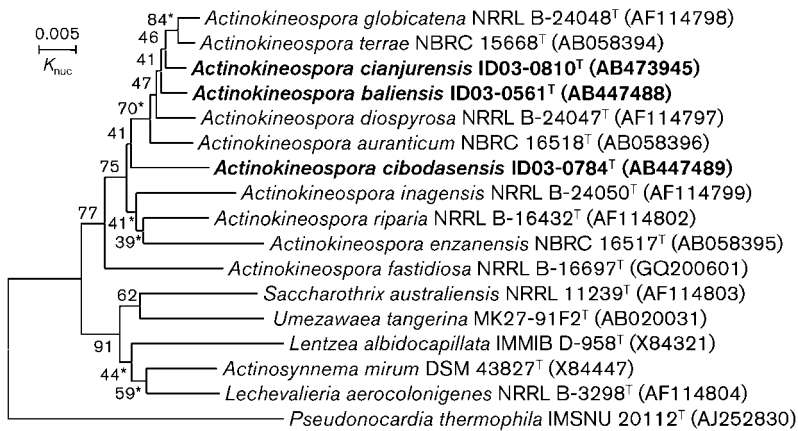 84*
Actinokineospora globicatena NRRL B-24048ᵀ (AF114798)
0.005
46
Actinokineospora terrae NBRC 15668ᵀ (AB058394)
Knuc
41
Actinokineospora cianjurensis ID03-0810ᵀ (AB473945)
47
Actinokineospora baliensis ID03-0561ᵀ (AB447488)
70*
Actinokineospora diospyrosa NRRL B-24047ᵀ (AF114797)
41
Actinokineospora auranticum NBRC 16518ᵀ (AB058396)
75
Actinokineospora cibodasensis ID03-0784ᵀ (AB447489)
Actinokineospora inagensis NRRL B-24050ᵀ (AF114799)
77
41*
Actinokineospora riparia NRRL B-16432ᵀ (AF114802)
39*
Actinokineospora enzanensis NBRC 16517ᵀ (AB058395)
Actinokineospora fastidiosa NRRL B-16697ᵀ (GQ200601)
62
Saccharothrix australiensis NRRL 11239ᵀ (AF114803)
Umezawaea tangerina MK27-91F2ᵀ (AB020031)
91
Lentzea albidocapillata IMMIB D-958ᵀ (X84321)
44*
Actinosynnema mirum DSM 43827ᵀ (X84447)
59*
Lechevalieria aerocolonigenes NRRL B-3298ᵀ (AF114804)
Pseudonocardia thermophila IMSNU 20112ᵀ (AJ252830)